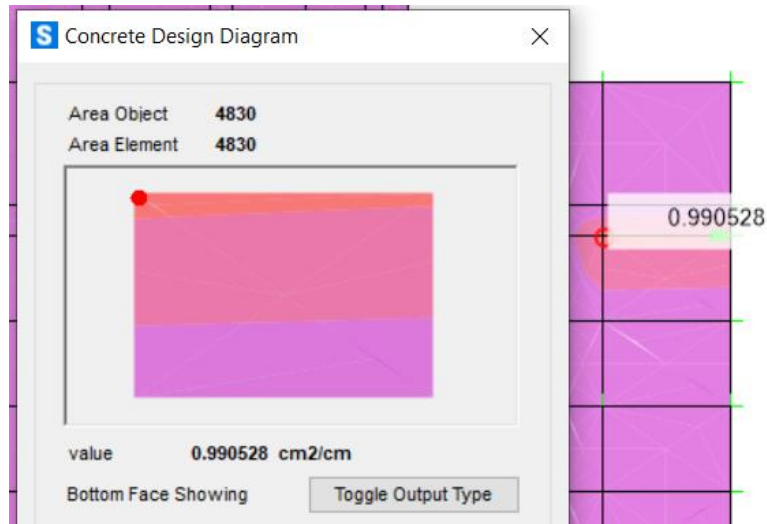 S Concrete Design Diagram
Area Object 4830
Area Element 4830
0.990528
value 0.990528 cm2/cm
Bottom Face Showing Toggle Output Type